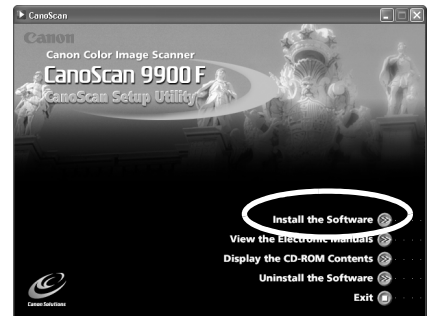 CanoScan
Canon
Canon Color Image Scanner
CanoScan 9900F
CanoScan Setup Utility
Install the Software
View the Electronic Manuals
Display the CD-ROM Contents
Uninstall the Software
Exit
Canon Solutions